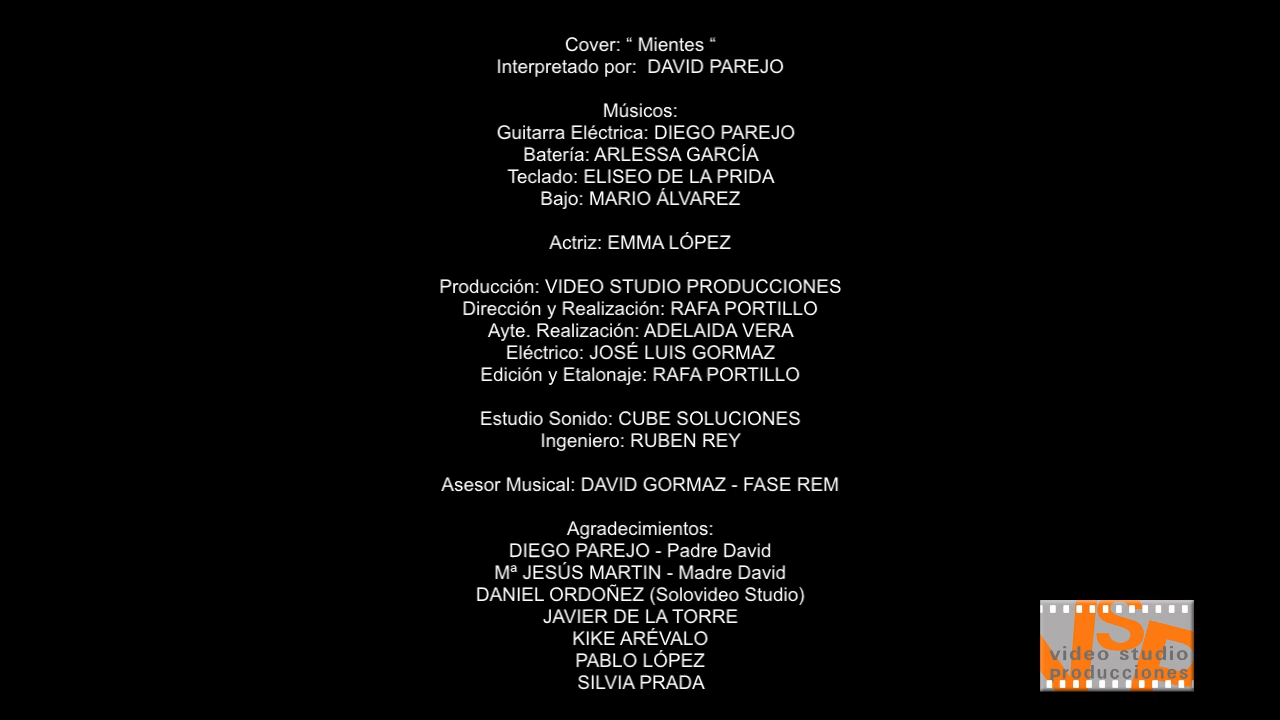 Cover: “ Mientes “
Interpretado por: DAVID PAREJO
Músicos:
Guitarra Eléctrica: DIEGO PAREJO
Batería: ARLESSA GARCÍA
Teclado: ELISEO DE LA PRIDA
Bajo: MARIO ÁLVAREZ
Actriz: EMMA LÓPEZ
Producción: VIDEO STUDIO PRODUCCIONES
Dirección y Realización: RAFA PORTILLO
Ayte. Realización: ADELAIDA VERA
Eléctrico: JOSÉ LUIS GORMAZ
Edición y Etalonaje: RAFA PORTILLO
Estudio Sonido: CUBE SOLUCIONES
Ingeniero: RUBEN REY
Asesor Musical: DAVID GORMAZ - FASE REM
Agradecimientos:
DIEGO PAREJO - Padre David
Mª JESÚS MARTIN - Madre David
DANIEL ORDOÑEZ (Solovideo Studio)
JAVIER DE LA TORRE
KIKE ARÉVALO
PABLO LÓPEZ
SILVIA PRADA
VSP
video studio
producciones